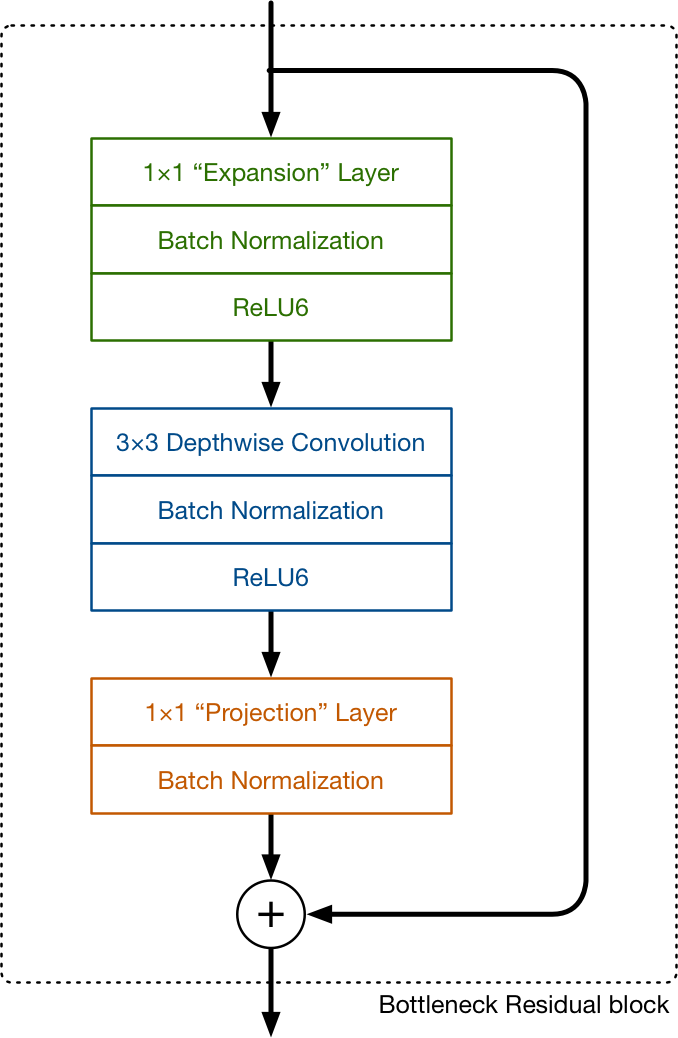 1×1 “Expansion” Layer
Batch Normalization
ReLU6
3×3 Depthwise Convolution
Batch Normalization
ReLU6
1×1 “Projection” Layer
Batch Normalization
+
Bottleneck Residual block